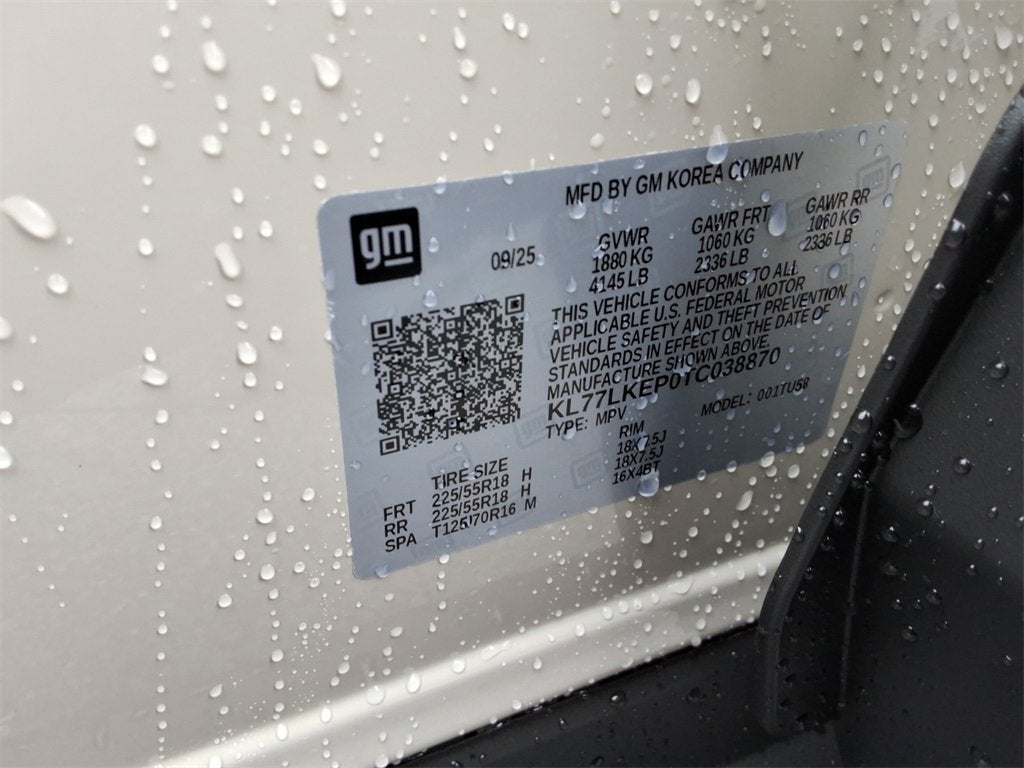 MFD BY GM KOREA COMPANY
gm
09/25
GVWR GAWR FRT GAWR RR
1880 KG 1060 KG 1060 KG
4145 LB 2336 LB 2336 LB
THIS VEHICLE CONFORMS TO ALL
APPLICABLE U.S. FEDERAL MOTOR
VEHICLE SAFETY AND THEFT PREVENTION
STANDARDS IN EFFECT ON THE DATE OF
MANUFACTURE SHOWN ABOVE.
KL77LKEP0TC038870
TYPE: MPV MODEL: 001TU58
TIRE SIZE RIM
FRT 225/55R18 H 18X7.5J
RR 225/55R18 H 18X7.5J
SPA T125/70R16 M 16X4BT